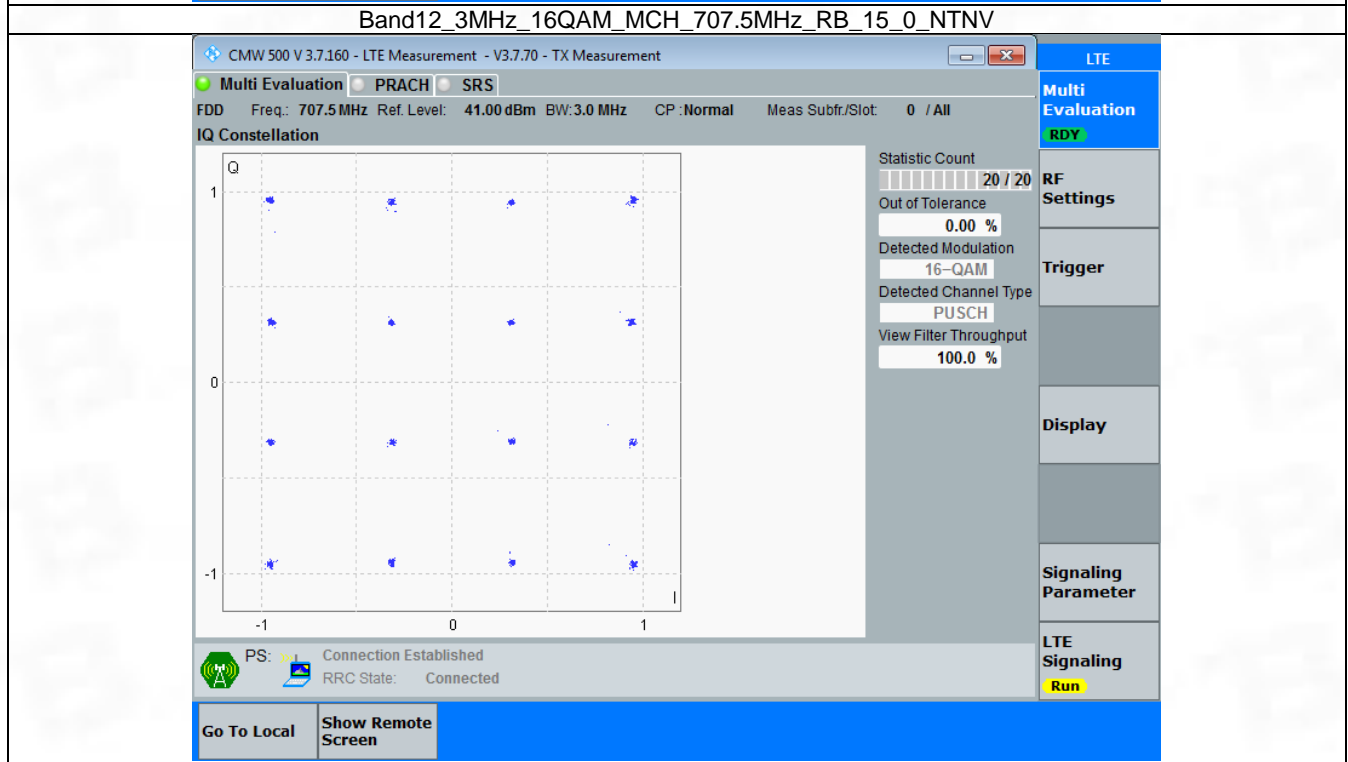 Band12_3MHz_16QAM_MCH_707.5MHz_RB_15_0_NTNV
CMW 500 V 3.7.160 - LTE Measurement - V3.7.70 - TX Measurement
LTE
Multi Evaluation PRACH SRS
Multi
Evaluation
RDY
FDD Freq.: 707.5 MHz Ref. Level: 41.00 dBm BW: 3.0 MHz CP : Normal Meas Subfr./Slot: 0 / All
IQ Constellation
Q
1
0
-1
I
-1 0 1
Statistic Count
20 / 20
Out of Tolerance
0.00 %
Detected Modulation
16-QAM
Detected Channel Type
PUSCH
View Filter Throughput
100.0 %
RF
Settings
Trigger
Display
Signaling
Parameter
LTE
Signaling
Run
PS: Connection Established
RRC State: Connected
Go To Local
Show Remote
Screen